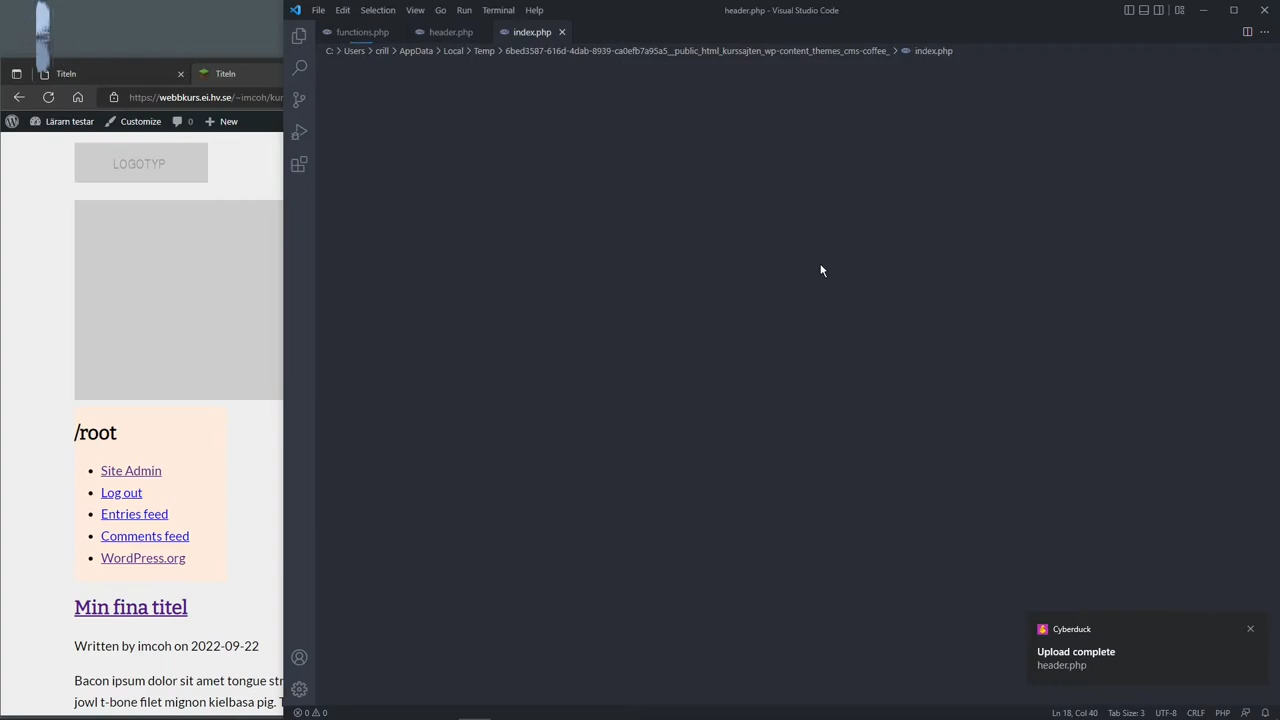 File Edit Selection View Go Run Terminal Help
header.php - Visual Studio Code
functions.php header.php index.php
C: > Users > crill > AppData > Local > Temp > 6bed3587-616d-4dab-8939-ca0efb7a95a5__public_html_kurssajten_wp-content_themes_cms-coffee_ > index.php
Titeln Titeln
https://webbkurs.ei.hv.se/~imcoh/kur
Lärarn testar Customize 0 New
LOGOTYP
/root
Site Admin
Log out
Entries feed
Comments feed
WordPress.org
Min fina titel
Written by imcoh on 2022-09-22
Bacon ipsum dolor sit amet tongue str
jowl t-bone filet mignon kielbasa pig. T
Cyberduck
Upload complete
header.php
0 0 Ln 18, Col 40 Tab Size: 3 UTF-8 CRLF PHP